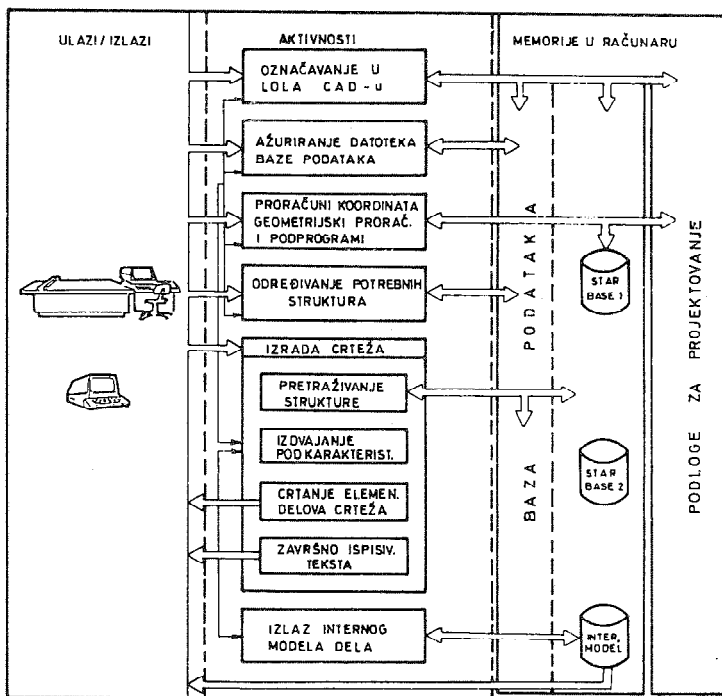 ULAZI/IZLAZI
AKTIVNOSTI
MEMORIJE U RAČUNARU
OZNAČAVANJE U
LOLA CAD-u
AŽURIRANJE DATOTEKA
BAZE PODATAKA
PRORAČUNI KOORDINATA
GEOMETRIJSKI PRORAČ.
I PODPROGRAMI
ODREĐIVANJE POTREBNIH
STRUKTURA
IZRADA CRTEŽA
PRETRAŽIVANJE
STRUKTURE
IZDVAJANJE
POD KARAKTERIST.
CRTANJE ELEMEN.
DELOVA CRTEŽA
ZAVRŠNO ISPISIV.
TEKSTA
IZLAZ INTERNOG
MODELA DELA
BAZA PODATAKA
STAR
BASE 1
STAR
BASE 2
INTER.
MODEL
PODLOGE ZA PROJEKTOVANJE